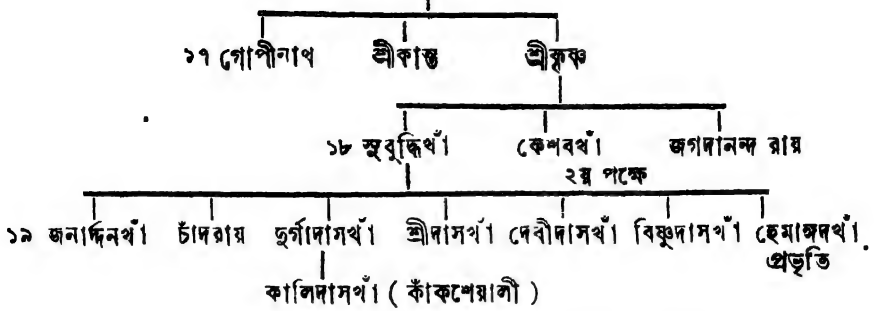 ১৭ গোপীনাথ শ্রীকান্ত শ্রীকৃষ্ণ
১৮ সুবুদ্ধিখাঁ কেশবখাঁ জগদানন্দ রায়
২য় পক্ষে
১৯ জনার্দ্দনখাঁ চাঁদরায় দুর্গাদাসখাঁ শ্রীদাসখাঁ দেবীদাসখাঁ বিষ্ণুদাসখাঁ হেমাঙ্গদখাঁ
প্রভৃতি.
কালিদাসখাঁ ( কাঁকশেয়ালী )